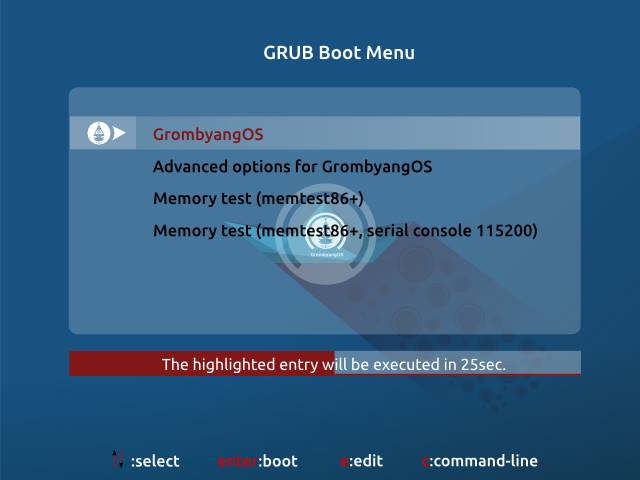 GRUB Boot Menu
GrombyangOS
Advanced options for GrombyangOS
Memory test (memtest86+)
Memory test (memtest86+, serial console 115200)
GrombyangOS
The highlighted entry will be executed in 25sec.
:select enter:boot e:edit c:command-line